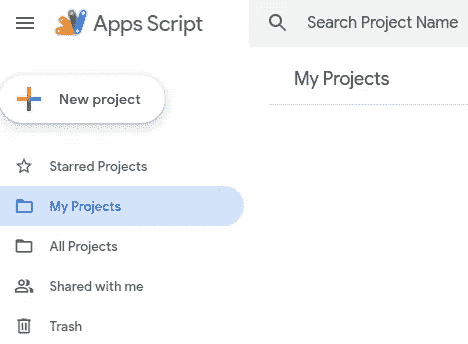 Apps Script
Search Project Name
My Projects
New project
Starred Projects
My Projects
All Projects
Shared with me
Trash